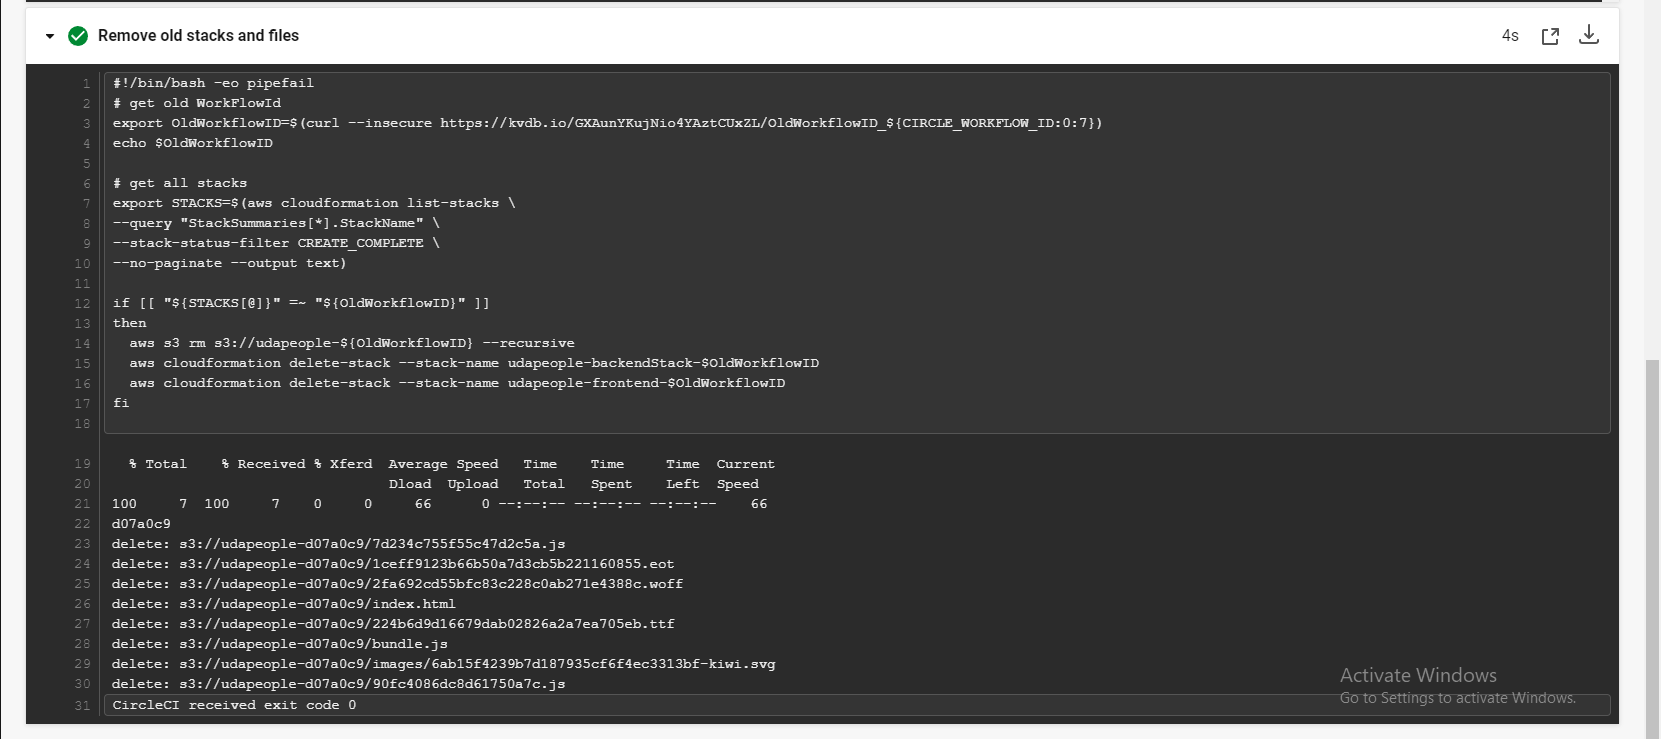 Remove old stacks and files
4s
1 #!/bin/bash -eo pipefail
2 # get old WorkFlowId
3 export OldWorkflowID=$(curl --insecure https://kvdb.io/GXAunYKujNio4YAztCUxZL/OldWorkflowID_${CIRCLE_WORKFLOW_ID:0:7})
4 echo $OldWorkflowID
5
6 # get all stacks
7 export STACKS=$(aws cloudformation list-stacks \
8 --query "StackSummaries[*].StackName" \
9 --stack-status-filter CREATE_COMPLETE \
10 --no-paginate --output text)
11
12 if [[ "${STACKS[@]}" =~ "${OldWorkflowID}" ]]
13 then
14   aws s3 rm s3://udapeople-${OldWorkflowID} --recursive
15   aws cloudformation delete-stack --stack-name udapeople-backendStack-$OldWorkflowID
16   aws cloudformation delete-stack --stack-name udapeople-frontend-$OldWorkflowID
17 fi
18
19 % Total % Received % Xferd Average Speed Time Time Time Current
20 Dload Upload Total Spent Left Speed
21 100 7 100 7 0 0 66 0 --:--:-- --:--:-- --:--:-- 66
22 d07a0c9
23 delete: s3://udapeople-d07a0c9/7d234c755f55c47d2c5a.js
24 delete: s3://udapeople-d07a0c9/1ceff9123b66b50a7d3cb5b221160855.eot
25 delete: s3://udapeople-d07a0c9/2fa692cd55bfc83c228c0ab271e4388c.woff
26 delete: s3://udapeople-d07a0c9/index.html
27 delete: s3://udapeople-d07a0c9/224b6d9d16679dab02826a2a7ea705eb.ttf
28 delete: s3://udapeople-d07a0c9/bundle.js
29 delete: s3://udapeople-d07a0c9/images/6ab15f4239b7d187935cf6f4ec3313bf-kiwi.svg
30 delete: s3://udapeople-d07a0c9/90fc4086dc8d61750a7c.js
31 CircleCI received exit code 0
Activate Windows
Go to Settings to activate Windows.